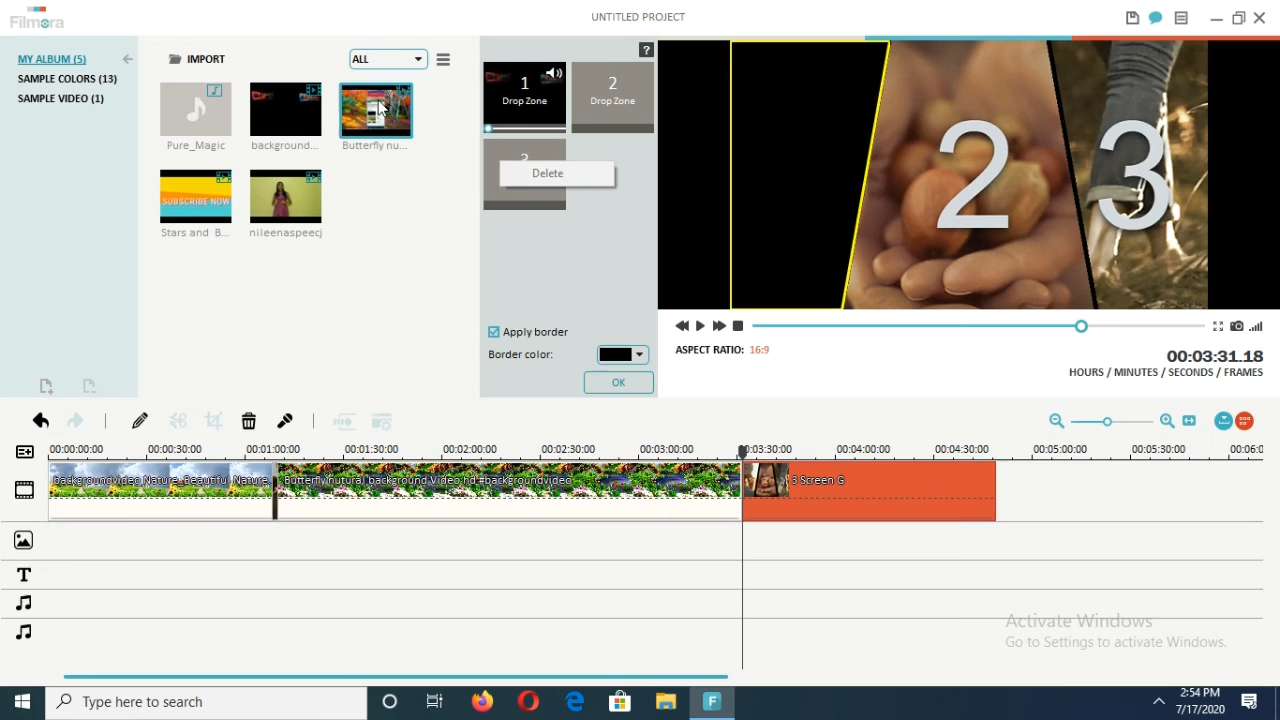 Filmora
UNTITLED PROJECT
MY ALBUM (5)
SAMPLE COLORS (13)
SAMPLE VIDEO (1)
IMPORT
ALL
Pure_Magic
background...
Butterfly nu...
SUBSCRIBE NOW
Stars and B...
nileenaspeecj
?
1
Drop Zone
2
Drop Zone
3
Delete
Apply border
Border color:
OK
2
3
ASPECT RATIO: 16:9
00:03:31.18
HOURS / MINUTES / SECONDS / FRAMES
00:00:00:00
00:00:30:00
00:01:00:00
00:01:30:00
00:02:00:00
00:02:30:00
00:03:00:00
00:03:30:00
00:04:00:00
00:04:30:00
00:05:00:00
00:05:30:00
00:06:0
Backgroundvideo Nature, Beautiful Nature,
Butterfly nutural background Video hd #backgroundvideo
3 Screen G
T
Activate Windows
Go to Settings to activate Windows.
Type here to search
F
2:54 PM
7/17/2020